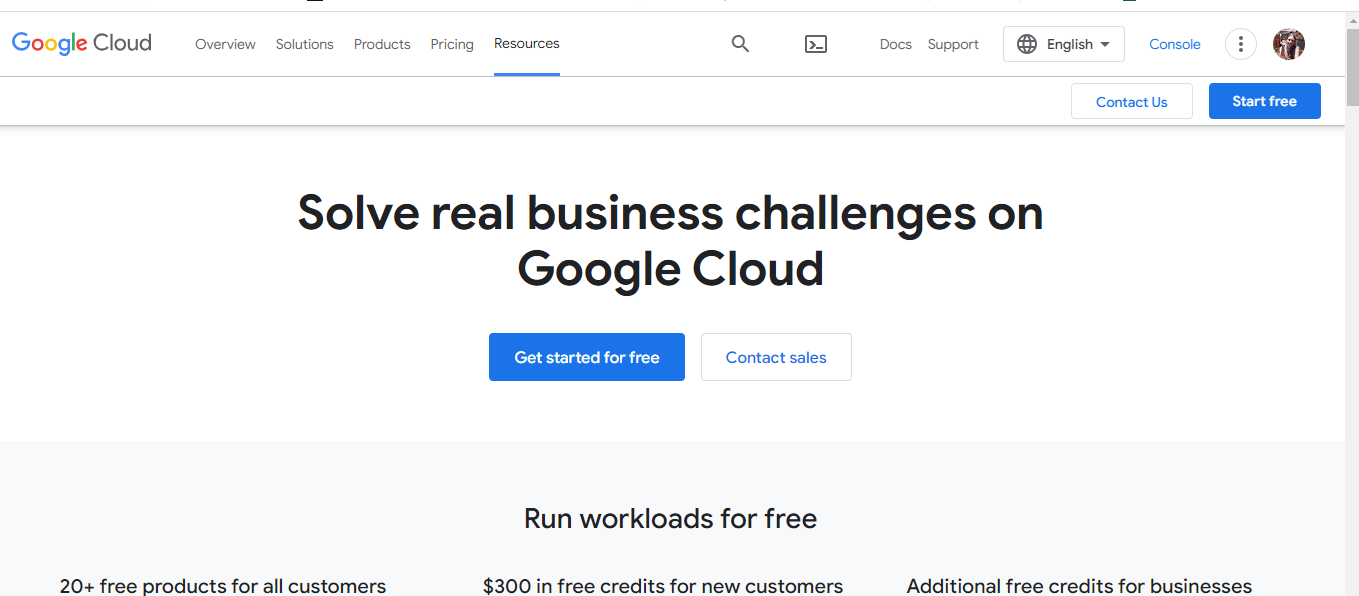 Google Cloud Overview Solutions Products Pricing Resources Docs Support English Console
Contact Us Start free
Solve real business challenges on
Google Cloud
Get started for free Contact sales
Run workloads for free
20+ free products for all customers $300 in free credits for new customers Additional free credits for businesses